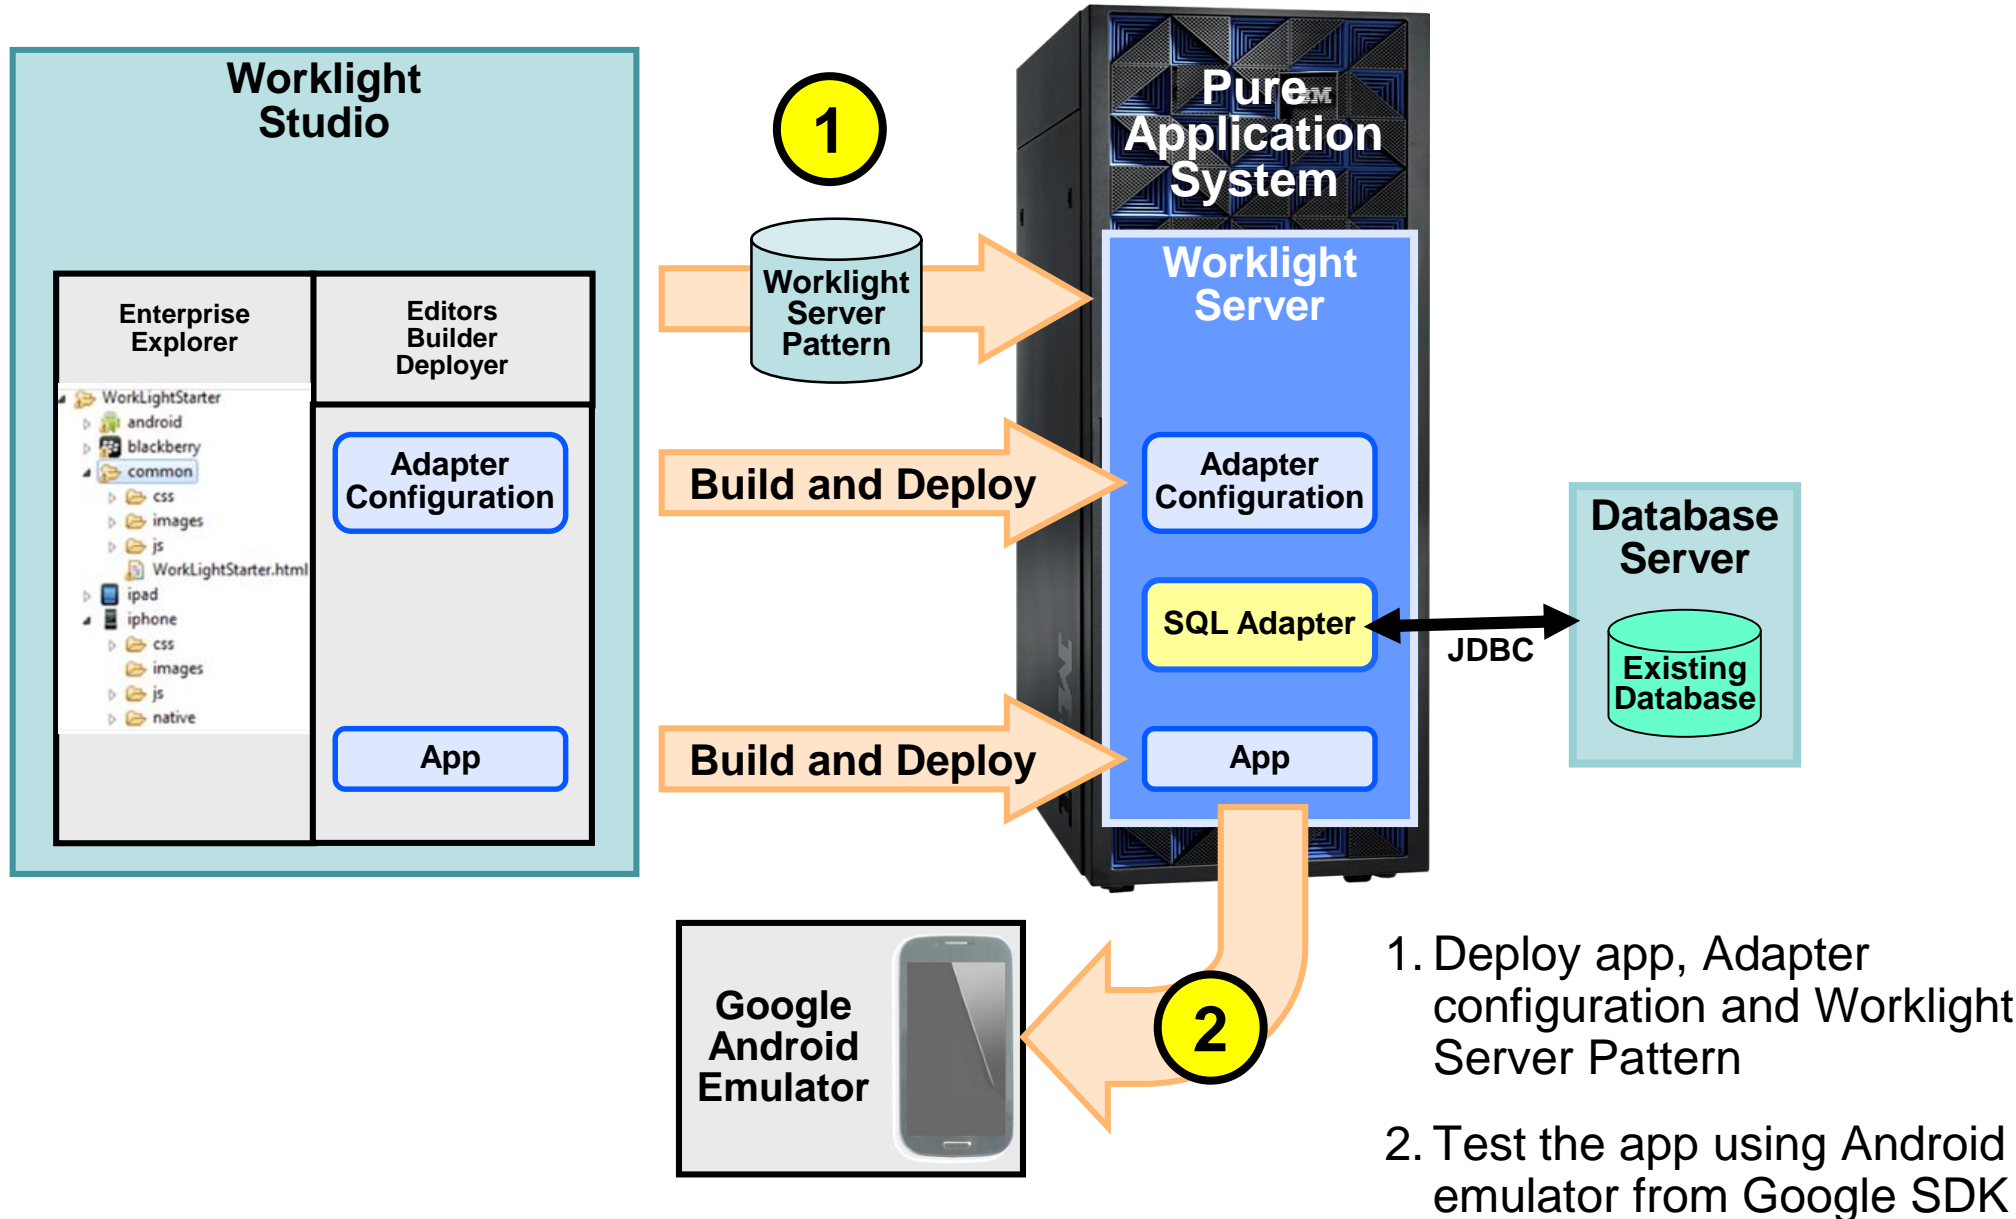 Worklight
Studio
Enterprise
Explorer
Editors
Builder
Deployer
WorkLightStarter
android
blackberry
common
css
images
js
WorkLightStarter.html
ipad
iphone
css
images
js
native
Adapter
Configuration
App
1
Worklight
Server
Pattern
Build and Deploy
Build and Deploy
Pure
IBM
Application
System
Worklight
Server
Adapter
Configuration
SQL Adapter
App
IBM
JDBC
Database
Server
Existing
Database
Google
Android
Emulator
2
1. Deploy app, Adapter
configuration and Worklight
Server Pattern
2. Test the app using Android
emulator from Google SDK